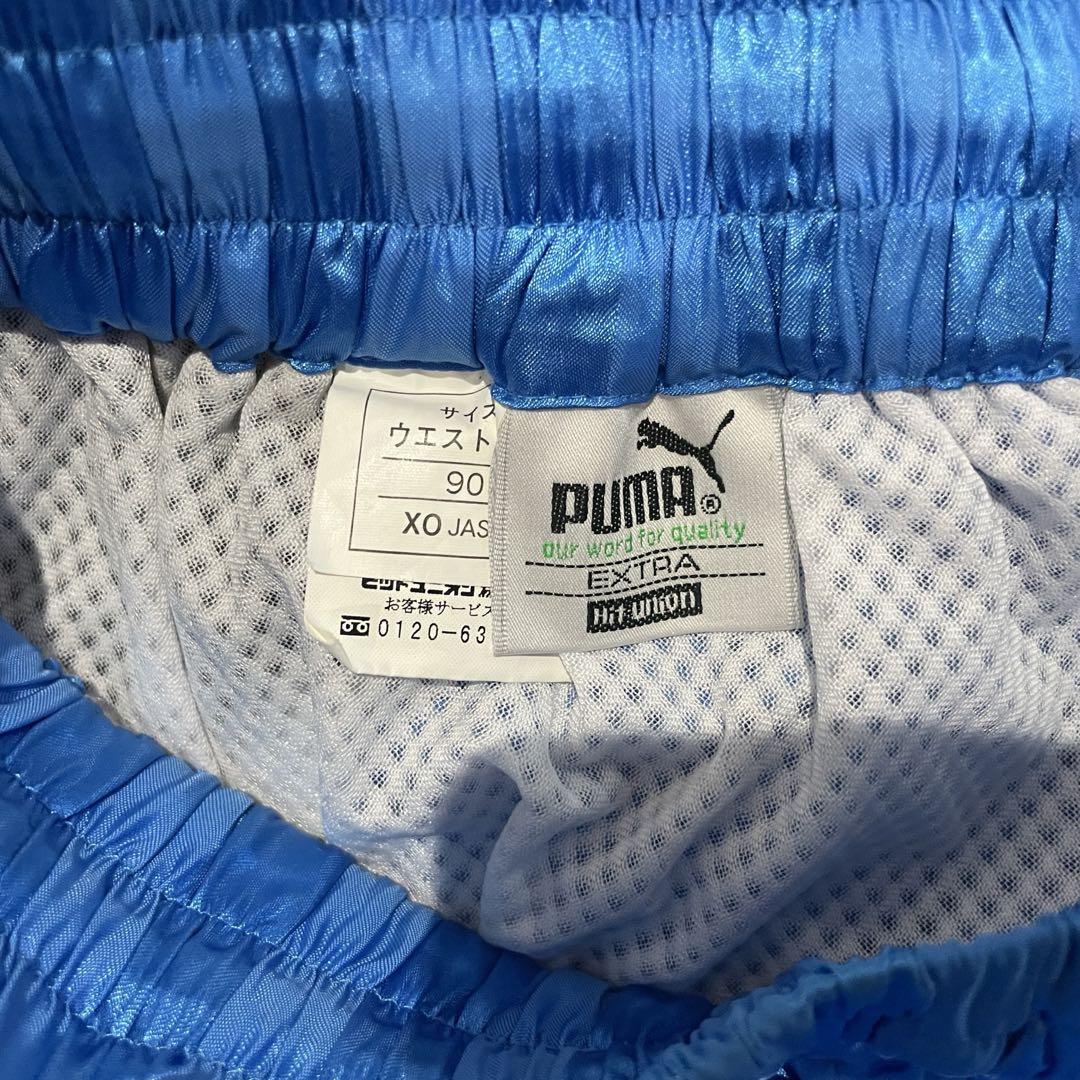 サイズ
ウエスト
90
XO JAS
ヒットユニオン株
お客様サービス
0120-63
PUMA®
our word for quality
EXTRA
Hit union